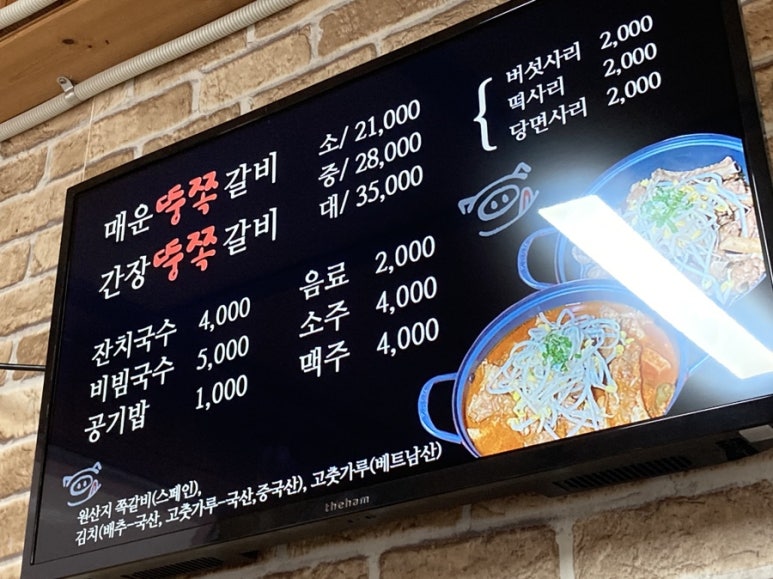 매운뚱쪽갈비
간장뚱쪽갈비
소/ 21,000
중/ 28,000
대/ 35,000
버섯사리 2,000
떡사리 2,000
당면사리 2,000
잔치국수 4,000
비빔국수 5,000
공기밥 1,000
음료 2,000
소주 4,000
맥주 4,000
원산지 쪽갈비(스페인),
김치(배추-국산, 고춧가루-국산,중국산), 고춧가루(베트남산)
theham